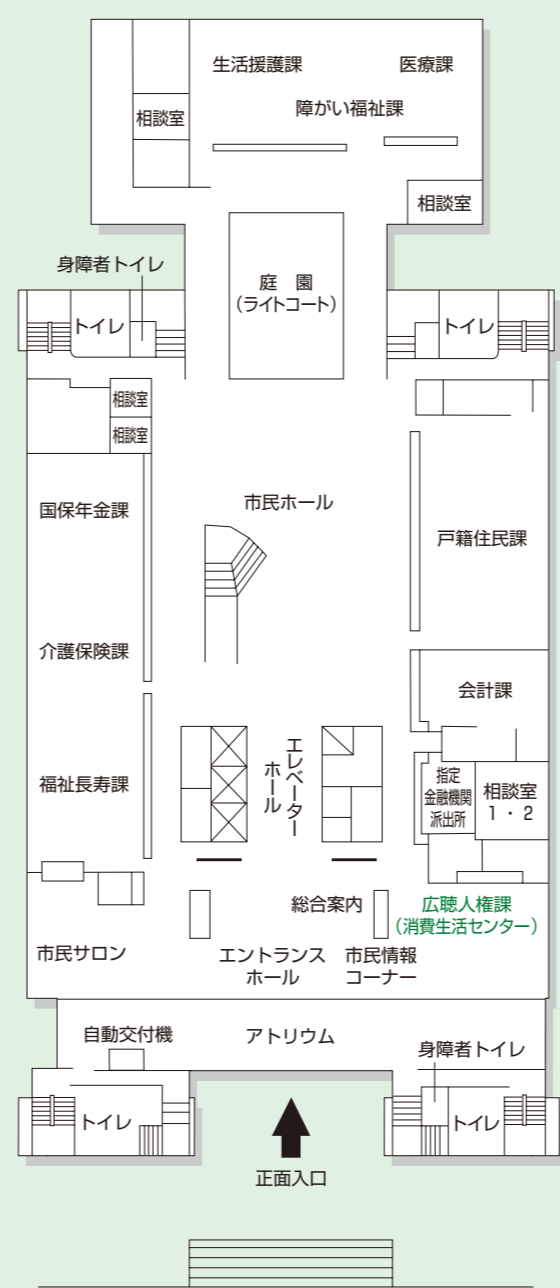 生活援護課
医療課
障がい福祉課
相談室
相談室
身障者トイレ
庭 園
(ライトコート)
トイレ
トイレ
相談室
相談室
国保年金課
市民ホール
戸籍住民課
介護保険課
会計課
福祉長寿課
エレベーター
ホール
指定
金融機関
派出所
相談室
1・2
総合案内
広聴人権課
(消費生活センター)
市民サロン
エントランス
ホール
市民情報
コーナー
自動交付機
アトリウム
身障者トイレ
トイレ
トイレ
正面入口